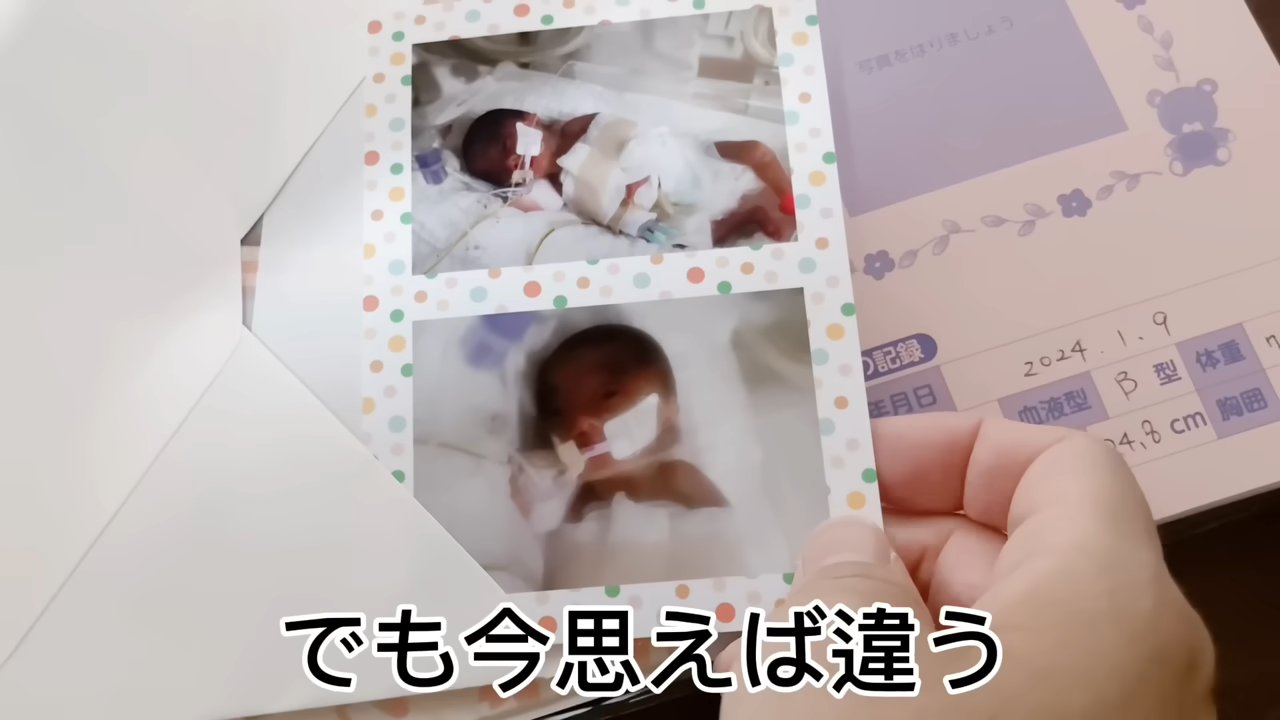 写真をはりましょう
の記録
2024.1.9
年月日
血液型
B 型
体重
4,8 cm
胸囲
でも今思えば違う